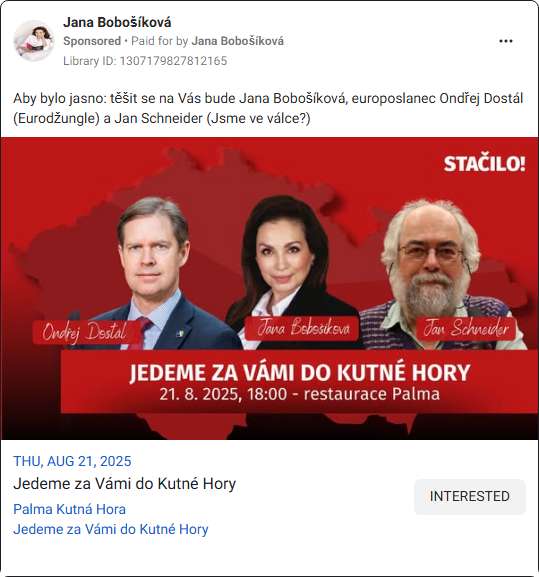 Jana Bobošíková
Sponsored • Paid for by Jana Bobošíková
Library ID: 1307179827812165
Aby bylo jasno: těšit se na Vás bude Jana Bobošíková, europoslanec Ondřej Dostál
(Eurodžungle) a Jan Schneider (Jsme ve válce?)
STAČILO!
Ondřej Dostál
Jana Bobošíková
Jan Schneider
JEDEME ZA VÁMI DO KUTNÉ HORY
21. 8. 2025, 18:00 - restaurace Palma
THU, AUG 21, 2025
Jedeme za Vámi do Kutné Hory
Palma Kutná Hora
Jedeme za Vámi do Kutné Hory
INTERESTED